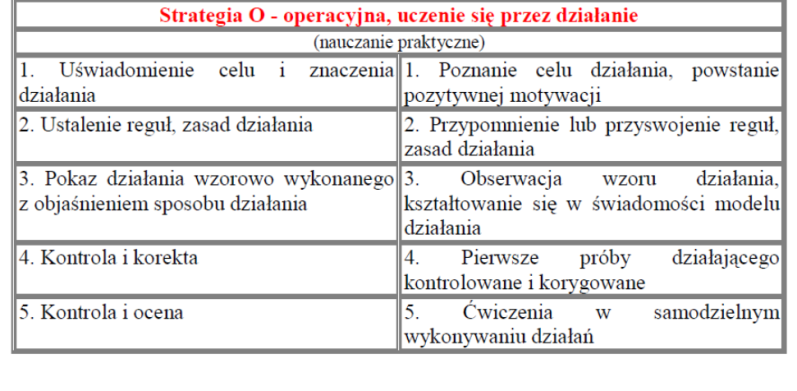 Strategia O - operacyjna, uczenie się przez działanie
(nauczanie praktyczne)
1. Uświadomienie celu i znaczenia
działania
1. Poznanie celu działania, powstanie
pozytywnej motywacji
2. Ustalenie reguł, zasad działania
2. Przypomnienie lub przyswojenie reguł,
zasad działania
3. Pokaz działania wzorowo wykonanego
z objaśnieniem sposobu działania
3. Obserwacja wzoru działania,
kształtowanie się w świadomości modelu
działania
4. Kontrola i korekta
4. Pierwsze próby działającego
kontrolowane i korygowane
5. Kontrola i ocena
5. Ćwiczenia w samodzielnym
wykonywaniu działań